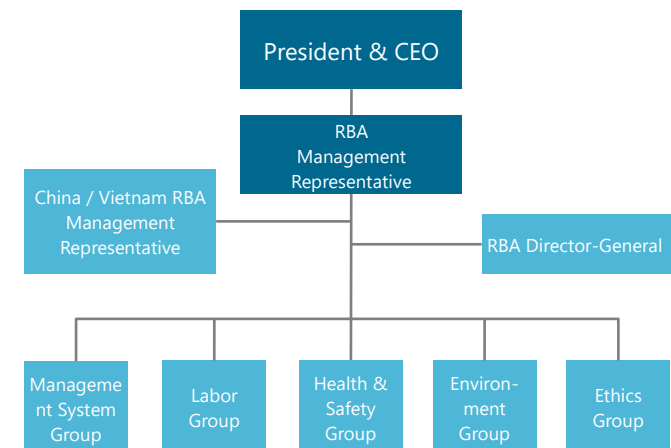 President & CEO
RBA
Management
Representative
China / Vietnam RBA
Management
Representative
RBA Director-General
Manageme
nt System
Group
Labor
Group
Health &
Safety
Group
Environ-
ment Group
Ethics
Group